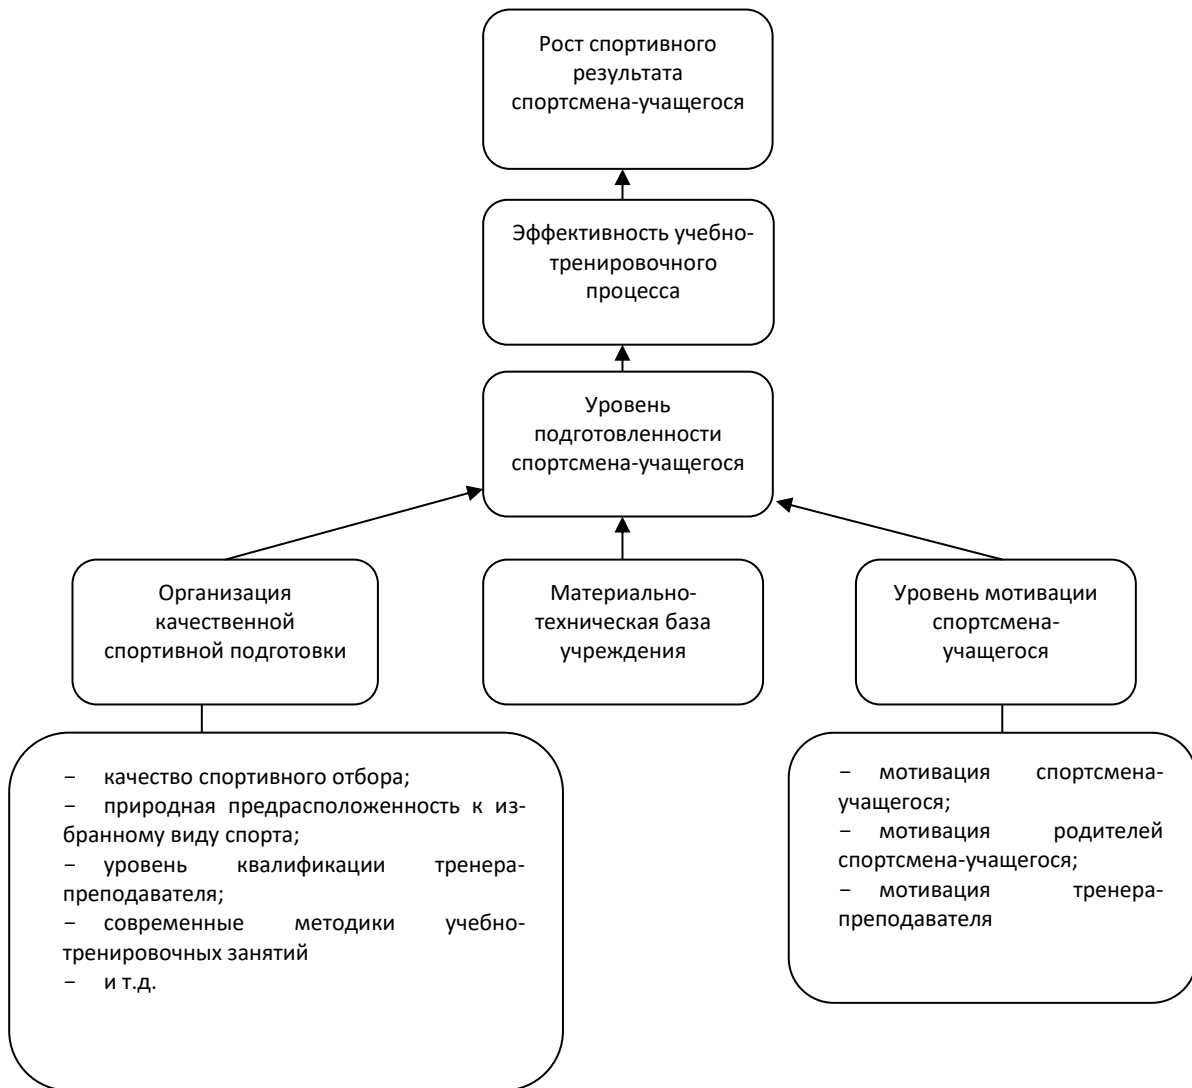 Рост спортивного
результата
спортсмена-учащегося
Эффективность учебно-
тренировочного
процесса
Уровень
подготовленности
спортсмена-учащегося
Организация
качественной
спортивной подготовки
Материально-
техническая база
учреждения
Уровень мотивации
спортсмена-
учащегося
− качество спортивного отбора;
− природная предрасположенность к из-
бранному виду спорта;
− уровень квалификации тренера-
преподавателя;
− современные методики учебно-
тренировочных занятий
− и т.д.
− мотивация спортсмена-
учащегося;
− мотивация родителей
спортсмена-учащегося;
− мотивация тренера-
преподавателя